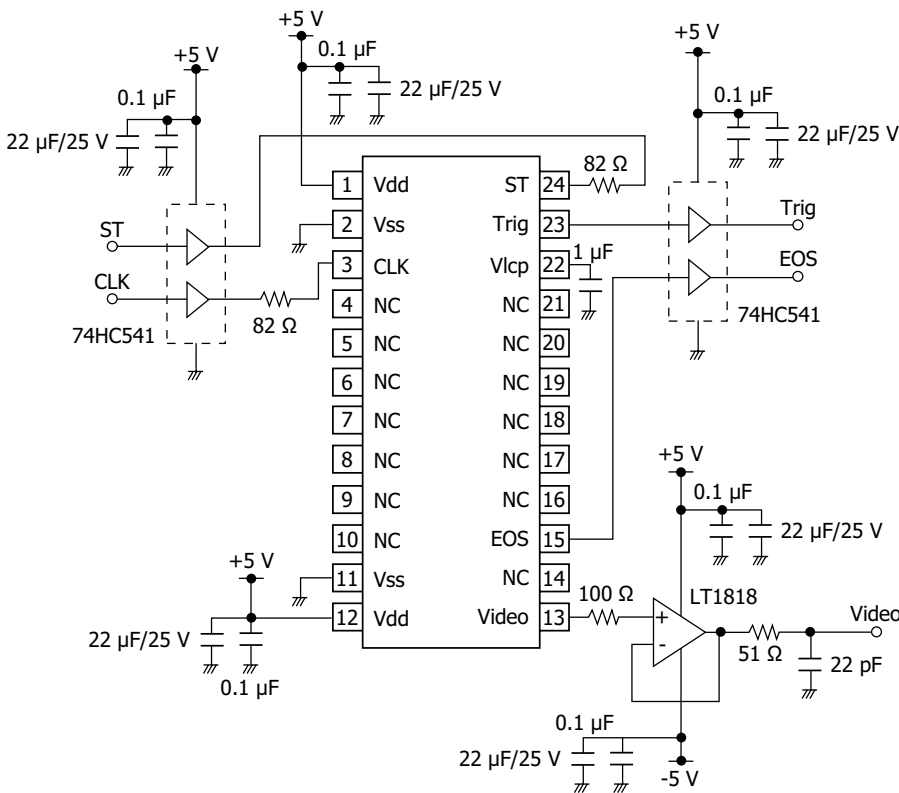 +5 V
0.1 µF
22 µF/25 V
+5 V
0.1 µF
22 µF/25 V
+5 V
0.1 µF
22 µF/25 V
ST
CLK
74HC541
82 Ω
82 Ω
1 µF
Trig
EOS
74HC541
1 Vdd
2 Vss
3 CLK
4 NC
5 NC
6 NC
7 NC
8 NC
9 NC
10 NC
11 Vss
12 Vdd
ST 24
Trig 23
Vlcp 22
NC 21
NC 20
NC 19
NC 18
NC 17
NC 16
EOS 15
NC 14
Video 13
+5 V
22 µF/25 V
0.1 µF
+5 V
0.1 µF
22 µF/25 V
100 Ω
LT1818
+
-
51 Ω
Video
22 pF
0.1 µF
22 µF/25 V
-5 V